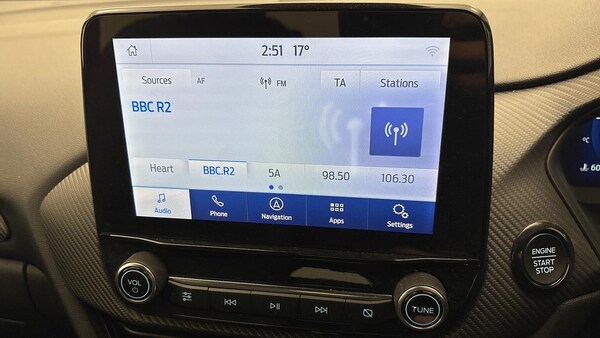 2:51 17°
Sources AF FM TA Stations
BBC R2
Heart BBC.R2 5A 98.50 106.30
Audio Phone Navigation Apps Settings
VOL
TUNE
ENGINE
START
STOP
°C
60